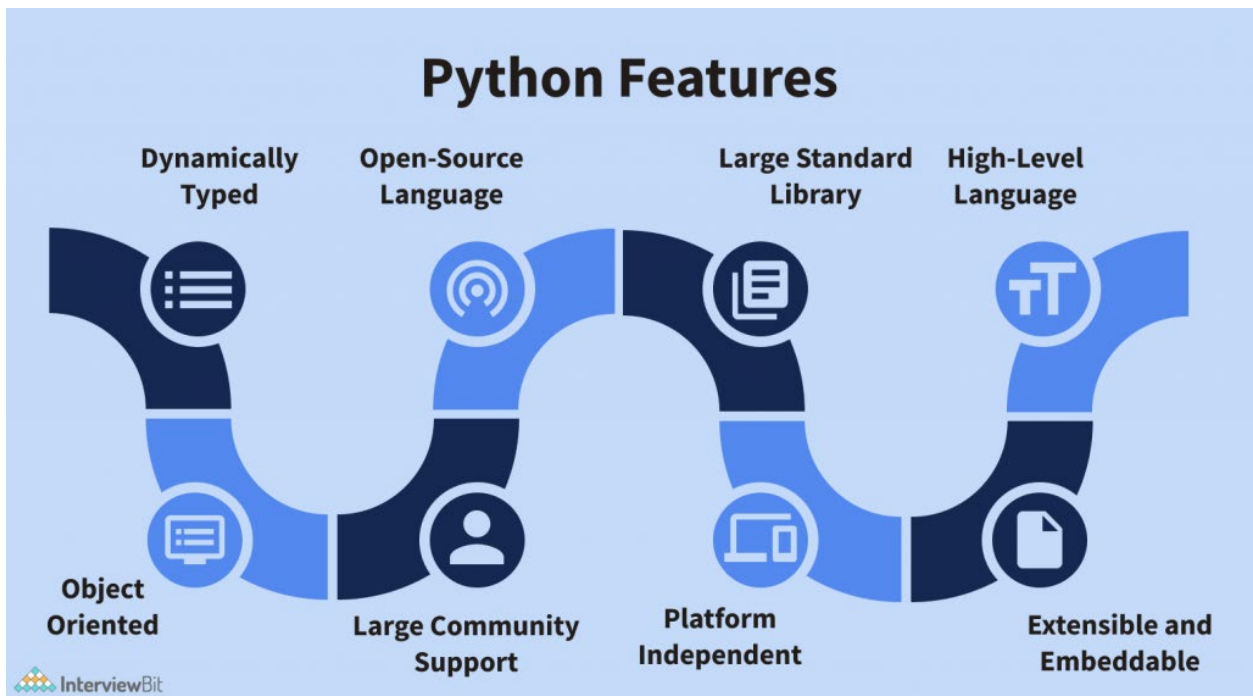 Python Features
Dynamically
Typed
Open-Source
Language
Large Standard
Library
High-Level
Language
Object
Oriented
Large Community
Support
Platform
Independent
Extensible and
Embeddable
InterviewBit